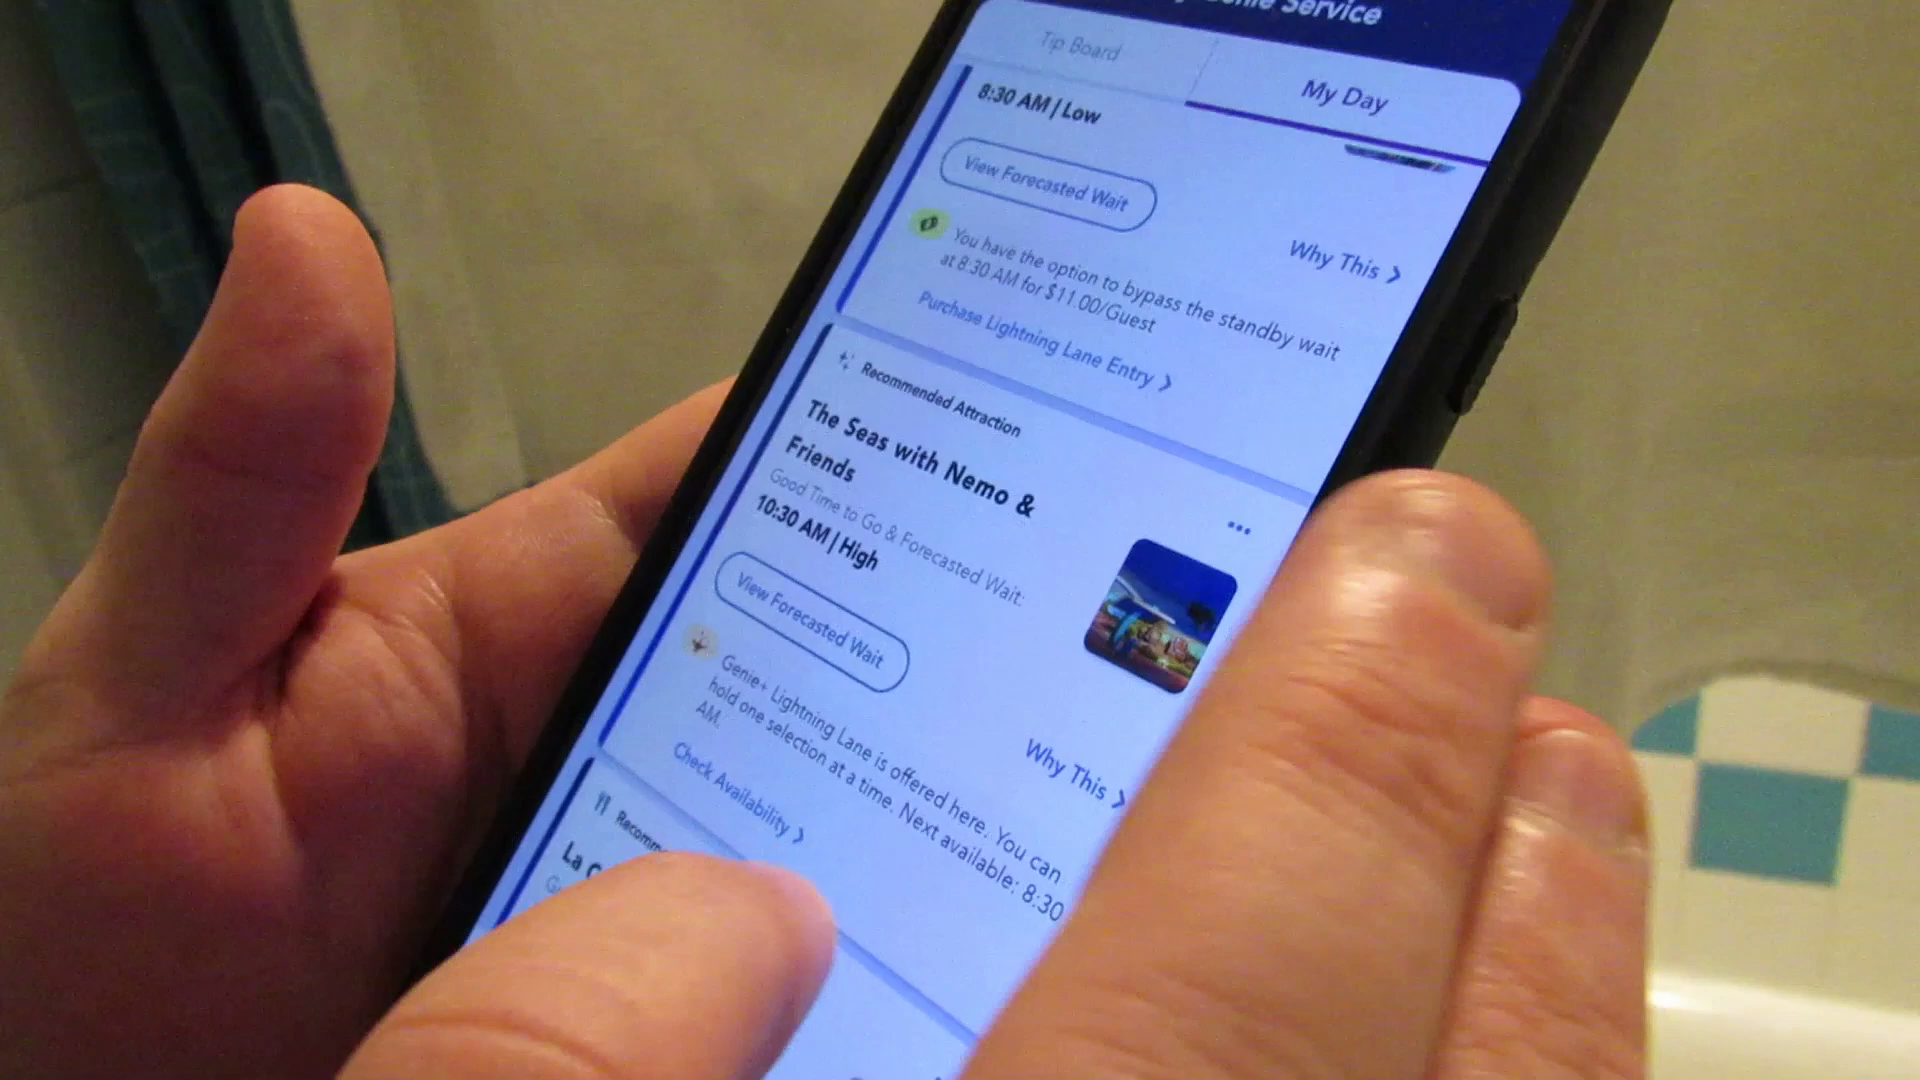 Genie Service
Tip Board
My Day
8:30 AM | Low
View Forecasted Wait
Why This >
You have the option to bypass the standby wait
at 8:30 AM for $11.00/Guest
Purchase Lightning Lane Entry >
Recommended Attraction
The Seas with Nemo &
Friends
Good Time to Go & Forecasted Wait:
10:30 AM | High
View Forecasted Wait
Why This >
Genie+ Lightning Lane is offered here. You can
hold one selection at a time. Next available: 8:30
AM.
Check Availability >
La